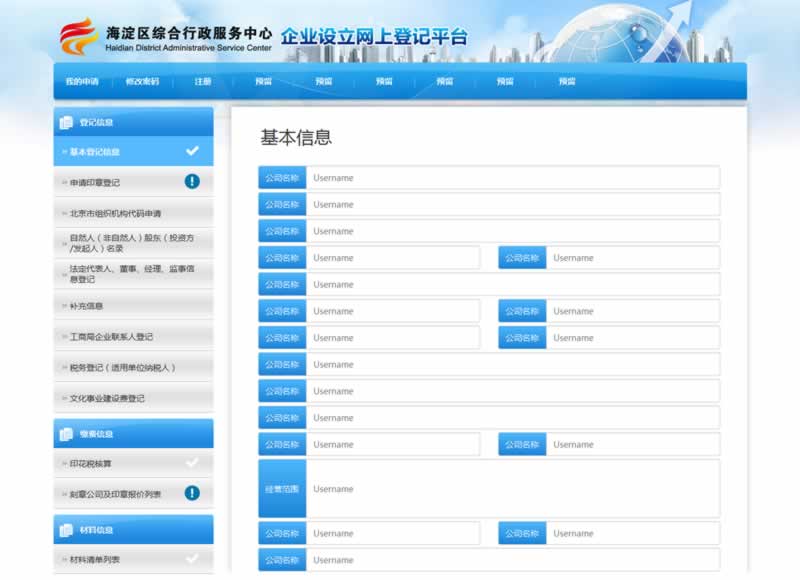 海淀区综合行政服务中心
Haidian District Administrative Service Center
企业设立网上登记平台
我的申请 修改密码 注册 预留 预留 预留 预留 预留 预留
登记信息
基本登记信息
申请印章登记
北京市组织机构代码申请
自然人（非自然人）股东（投资方
/发起人）名录
法定代表人、董事、经理、监事信
息登记
补充信息
工商局企业联系人登记
税务登记（适用单位纳税人）
文化事业建设费登记
缴费信息
印花税核算
刻章公司及印章报价列表
材料信息
材料清单列表
基本信息
公司名称 Username
公司名称 Username
公司名称 Username
公司名称 Username 公司名称 Username
公司名称 Username
公司名称 Username 公司名称 Username
公司名称 Username 公司名称 Username
公司名称 Username
公司名称 Username
公司名称 Username
公司名称 Username 公司名称 Username
经营范围 Username
公司名称 Username 公司名称 Username
公司名称 Username